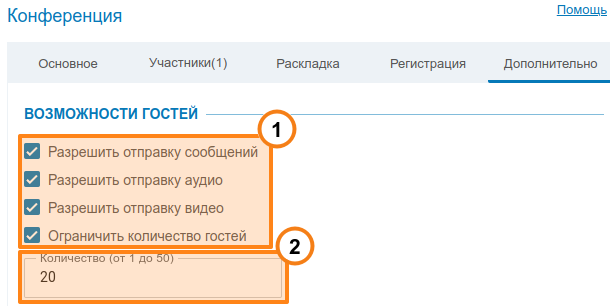 Конференция
Помощь
Основное Участники(1) Раскладка Регистрация Дополнительно
ВОЗМОЖНОСТИ ГОСТЕЙ
1
Разрешить отправку сообщений
Разрешить отправку аудио
Разрешить отправку видео
Ограничить количество гостей
2
Количество (от 1 до 50)
20